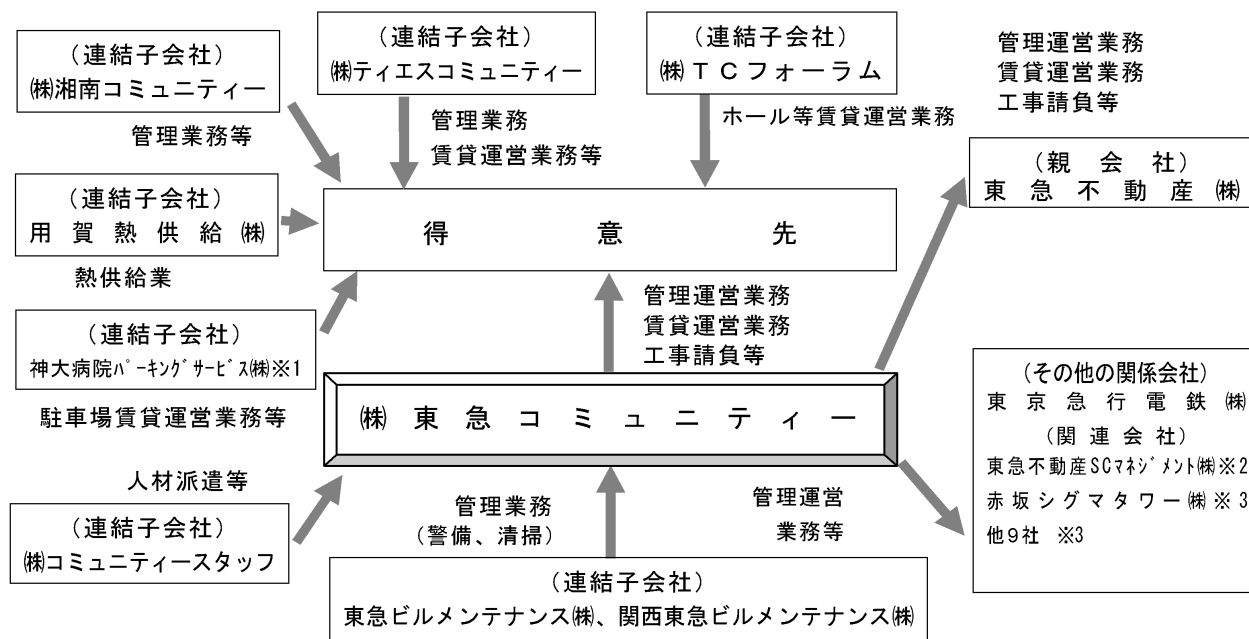 (連結子会社)
㈱湘南コミュニティー
管理業務等
(連結子会社)
㈱ティエスコミュニティー
管理業務
賃貸運営業務等
(連結子会社)
㈱TCフォーラム
ホール等賃貸運営業務
管理運営業務
賃貸運営業務
工事請負等
(親会社)
東急不動産㈱
(連結子会社)
用賀熱供給㈱
熱供給業
得意先
(連結子会社)
神大病院ﾊﾟｰｷﾝｸﾞｻｰﾋﾞｽ㈱※1
駐車場賃貸運営業務等
管理運営業務
賃貸運営業務
工事請負等
㈱東急コミュニティー
(その他の関係会社)
東京急行電鉄㈱
(関連会社)
東急不動産SCﾏﾈｼﾞﾒﾝﾄ㈱※2
赤坂シグマタワー㈱※3
他9社 ※3
人材派遣等
(連結子会社)
㈱コミュニティースタッフ
管理業務
(警備、清掃)
管理運営
業務等
(連結子会社)
東急ビルメンテナンス㈱、関西東急ビルメンテナンス㈱